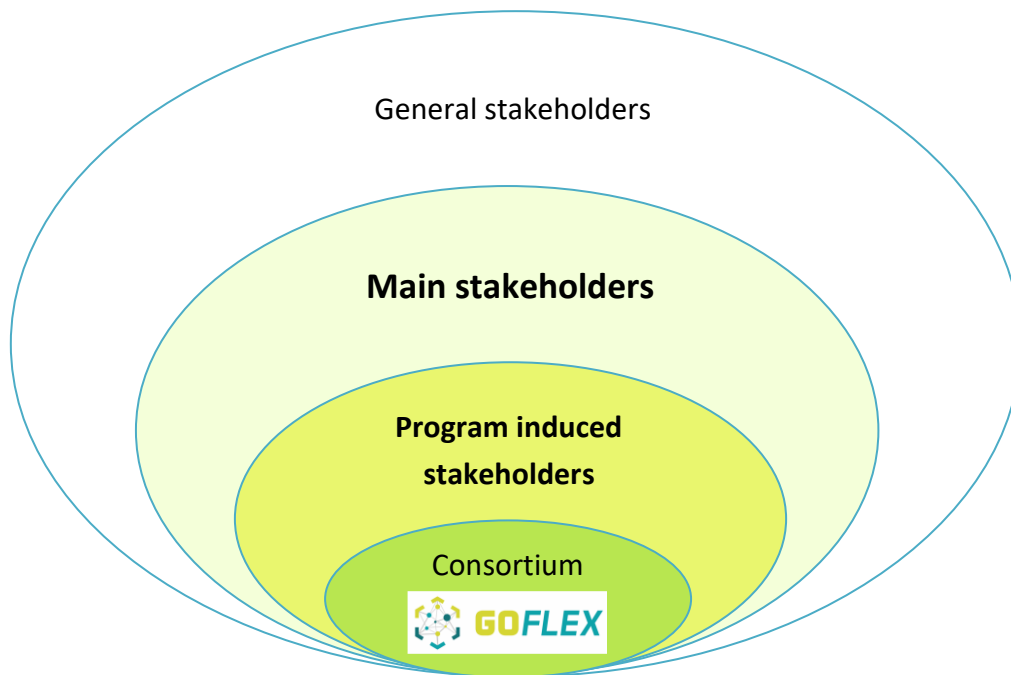 General stakeholders
Main stakeholders
Program induced
stakeholders
Consortium
GOFLEX